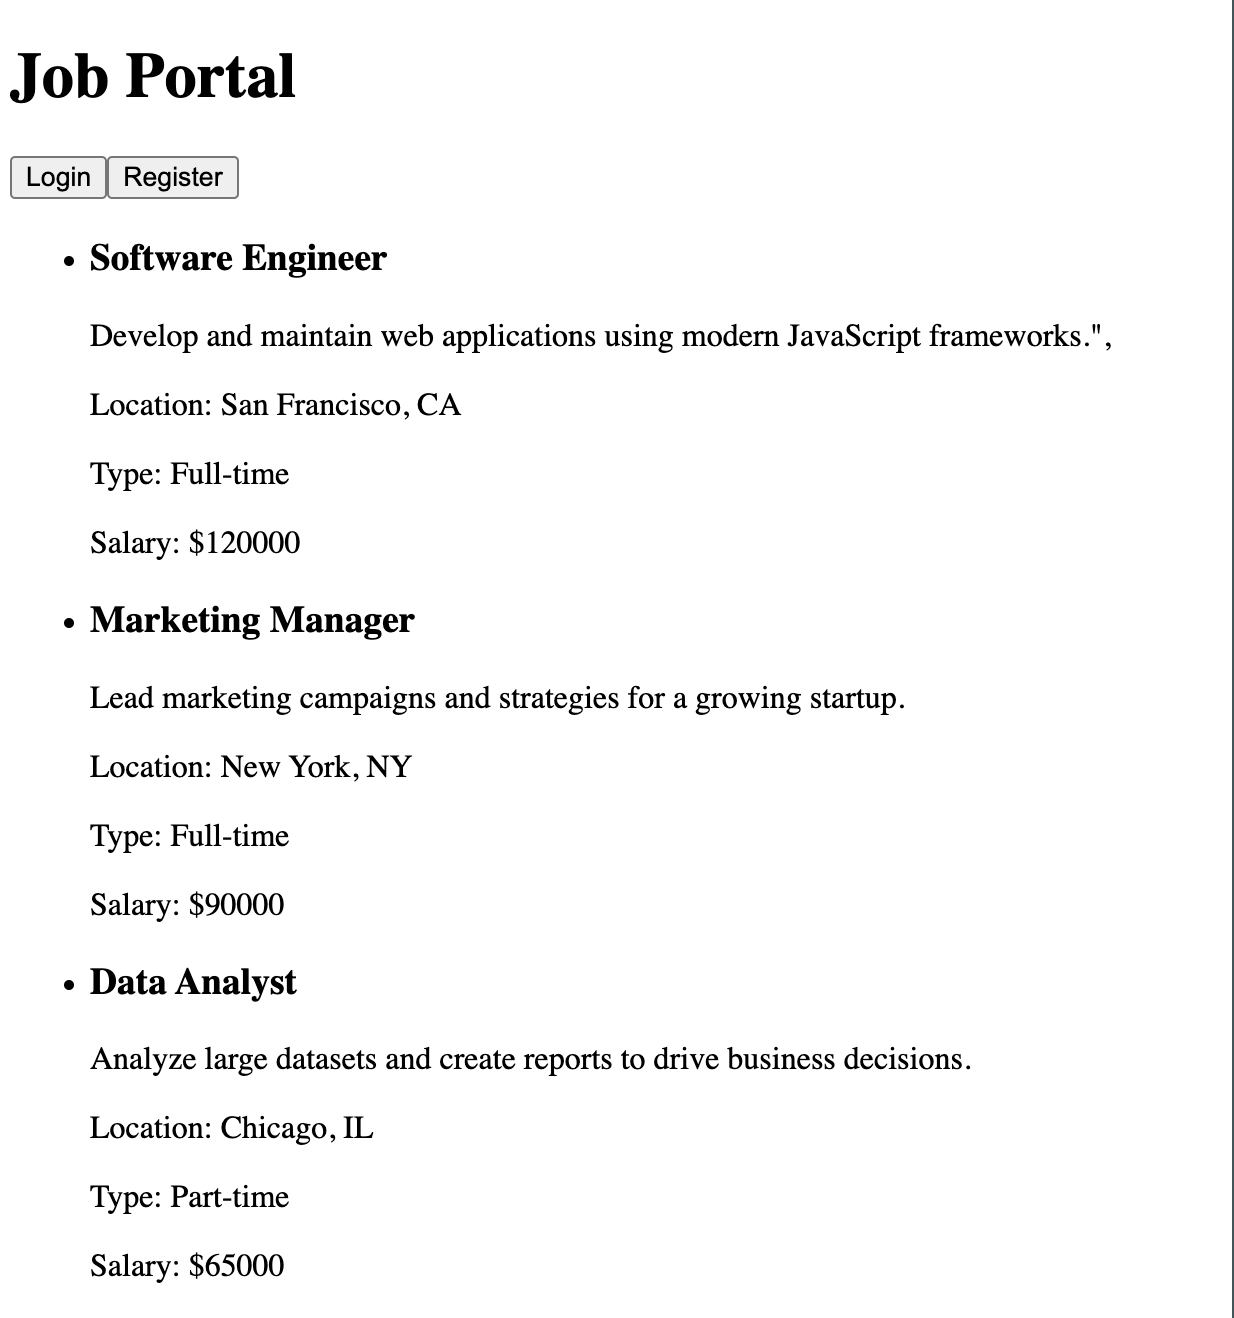 Job Portal
Login Register
Software Engineer
Develop and maintain web applications using modern JavaScript frameworks.",
Location: San Francisco, CA
Type: Full-time
Salary: $120000
Marketing Manager
Lead marketing campaigns and strategies for a growing startup.
Location: New York, NY
Type: Full-time
Salary: $90000
Data Analyst
Analyze large datasets and create reports to drive business decisions.
Location: Chicago, IL
Type: Part-time
Salary: $65000